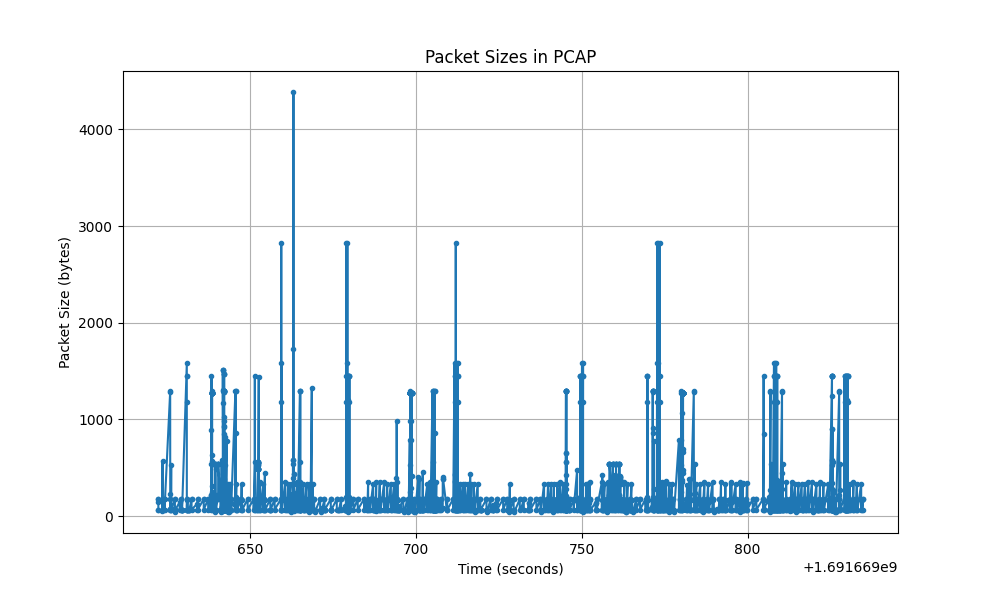 Packet Sizes in PCAP
Packet Size (bytes)
4000
3000
2000
1000
0
650
700
750
800
Time (seconds)
+1.691669e9